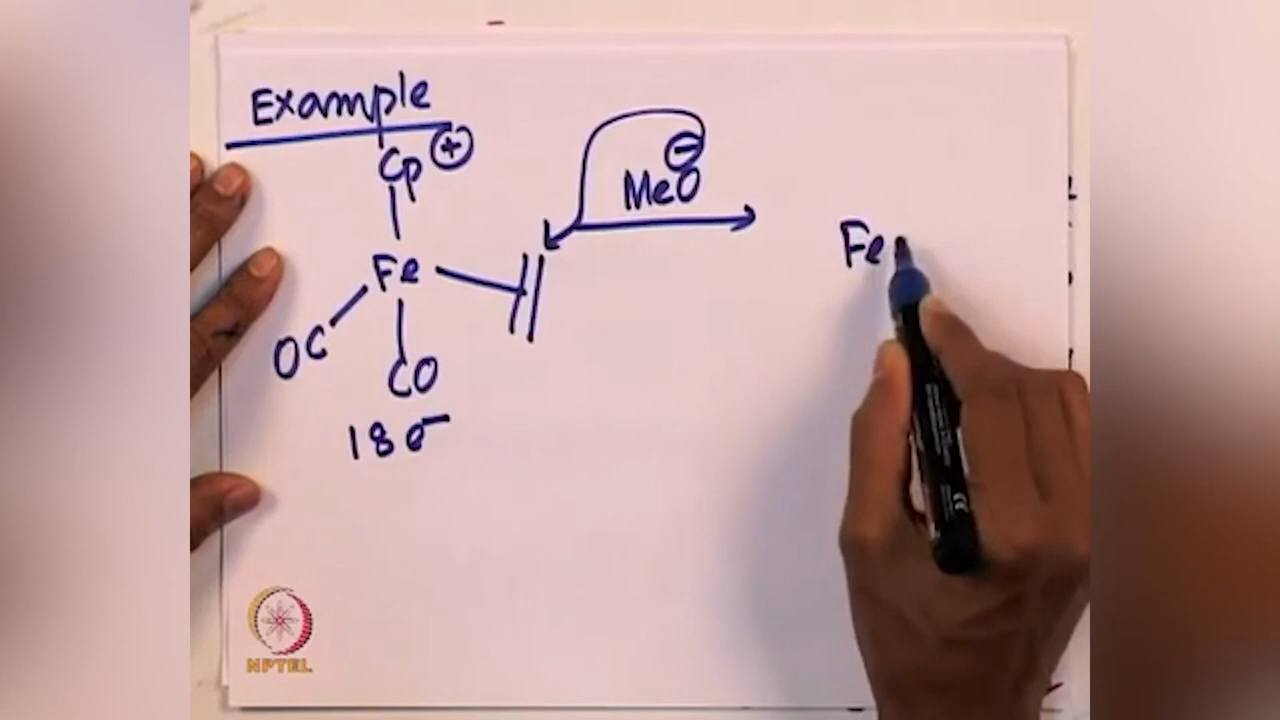 Example
Cp ⊕
⊖
MeO
Fe
Fe
OC
CO
18 e⁻
NPTEL